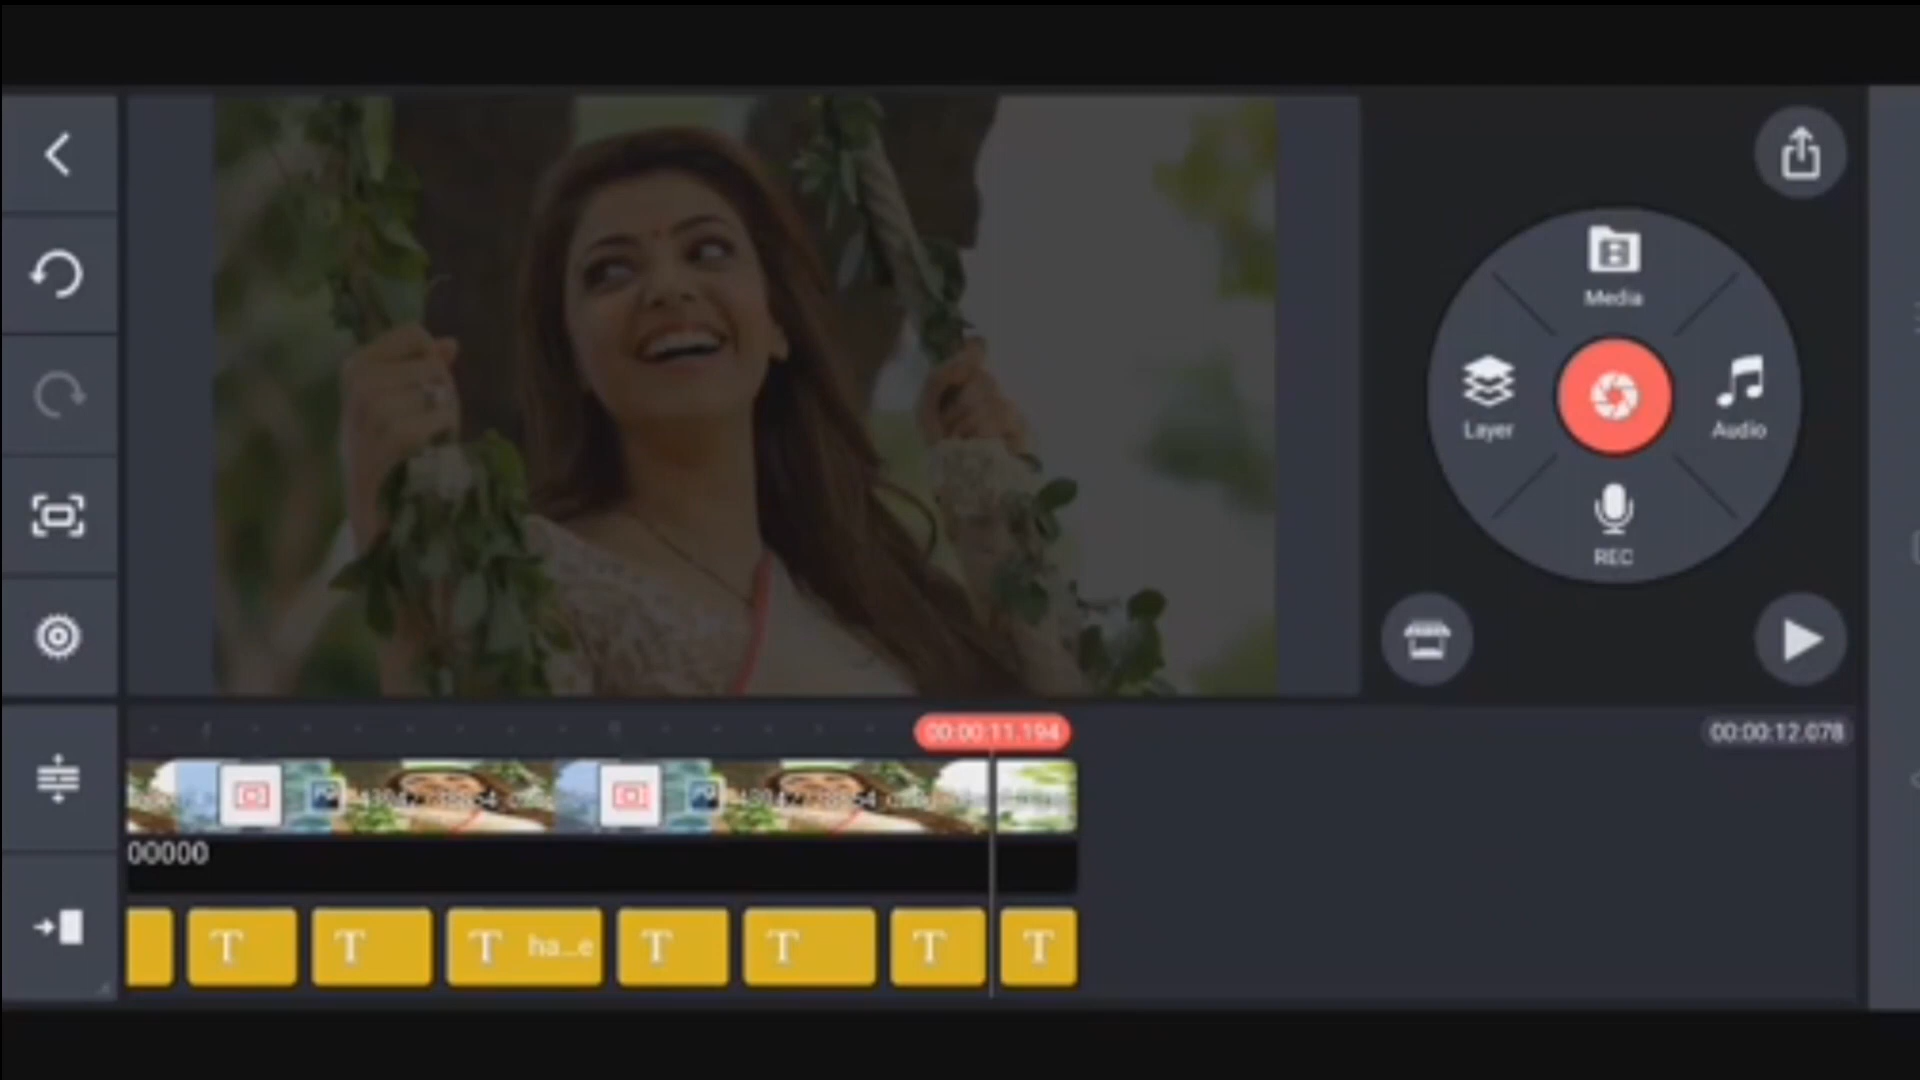 Media
Layer
Audio
REC
00:00:11.194
00:00:12.078
00000
T
T
T ha...e
T
T
T
T